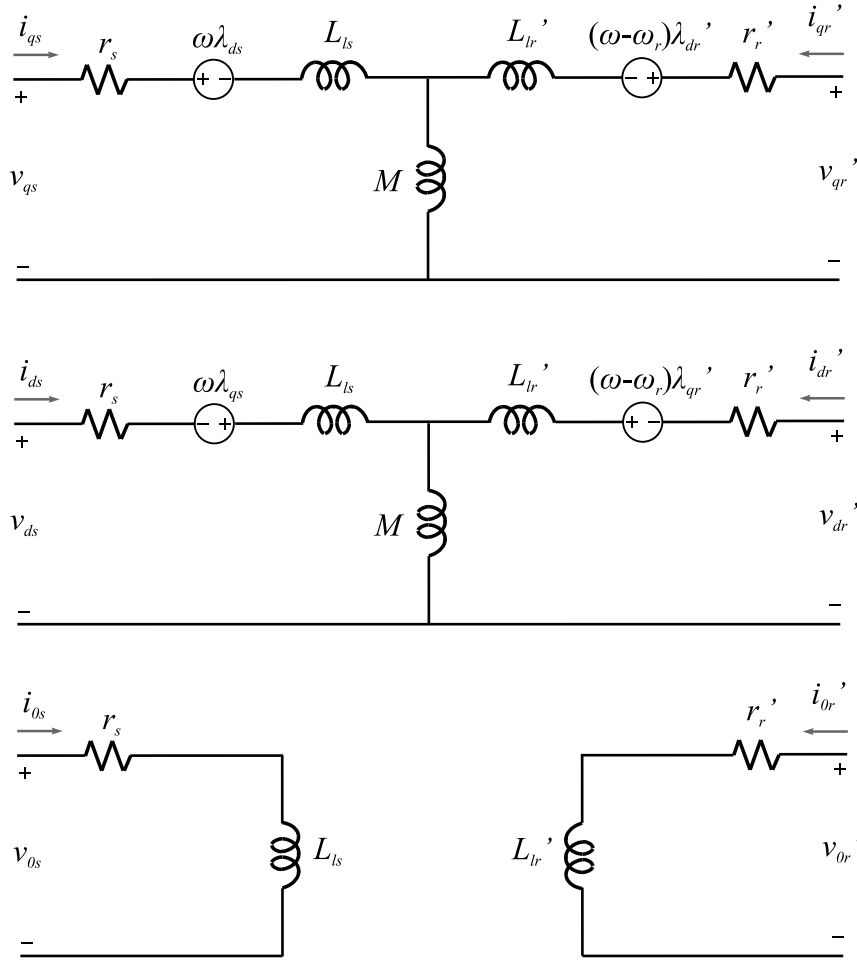 i_qs r_s ωλ_ds L_ls L_lr’ (ω-ω_r)λ_dr’ r_r’ i_qr’
+ + − − + +
v_qs M v_qr’
− −
i_ds r_s ωλ_qs L_ls L_lr’ (ω-ω_r)λ_qr’ r_r’ i_dr’
+ − + + − +
v_ds M v_dr’
− −
i_0s r_s r_r’ i_0r’
+ +
v_0s L_ls L_lr’ v_0r’
− −